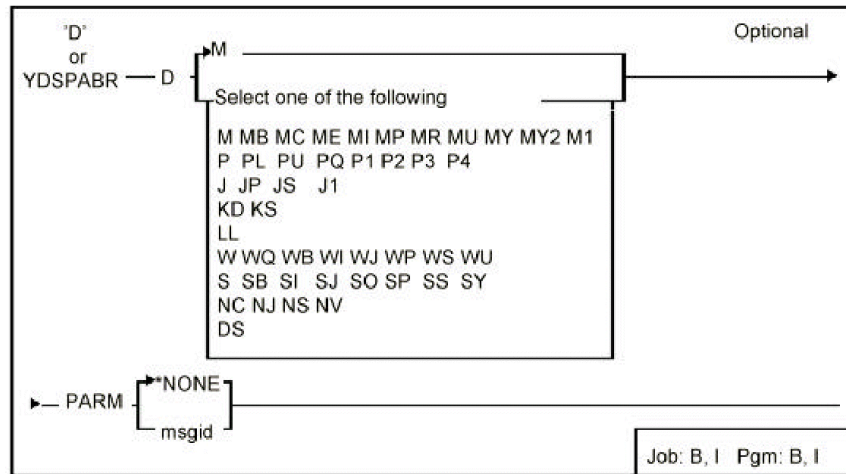 'D'
or
YDSPABR
D
M
Optional
Select one of the following
M MB MC ME MI MP MR MU MY MY2 M1
P PL PU PQ P1 P2 P3 P4
J JP JS J1
KD KS
LL
W WQ WB WI WJ WP WS WU
S SB SI SJ SO SP SS SY
NC NJ NS NV
DS
PARM
*NONE
msgid
Job: B, I Pgm: B, I